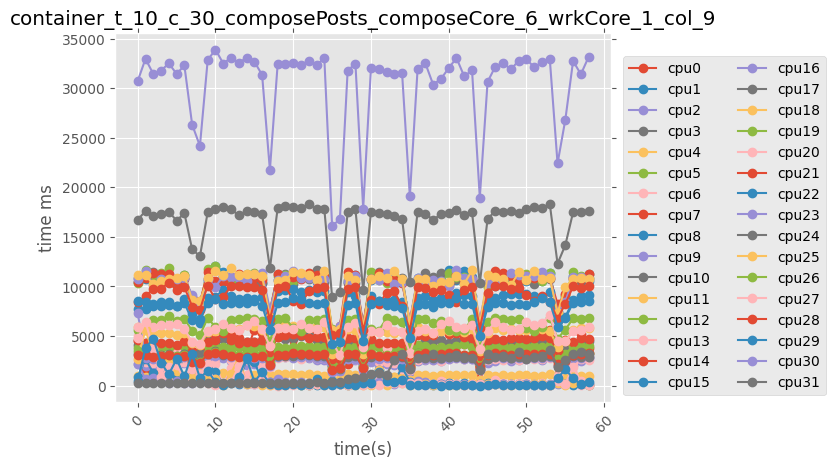 container_t_10_c_30_composePosts_composeCore_6_wrkCore_1_col_9
time ms
35000
30000
25000
20000
15000
10000
5000
0
0
10
20
30
40
50
60
time(s)
cpu0
cpu1
cpu2
cpu3
cpu4
cpu5
cpu6
cpu7
cpu8
cpu9
cpu10
cpu11
cpu12
cpu13
cpu14
cpu15
cpu16
cpu17
cpu18
cpu19
cpu20
cpu21
cpu22
cpu23
cpu24
cpu25
cpu26
cpu27
cpu28
cpu29
cpu30
cpu31